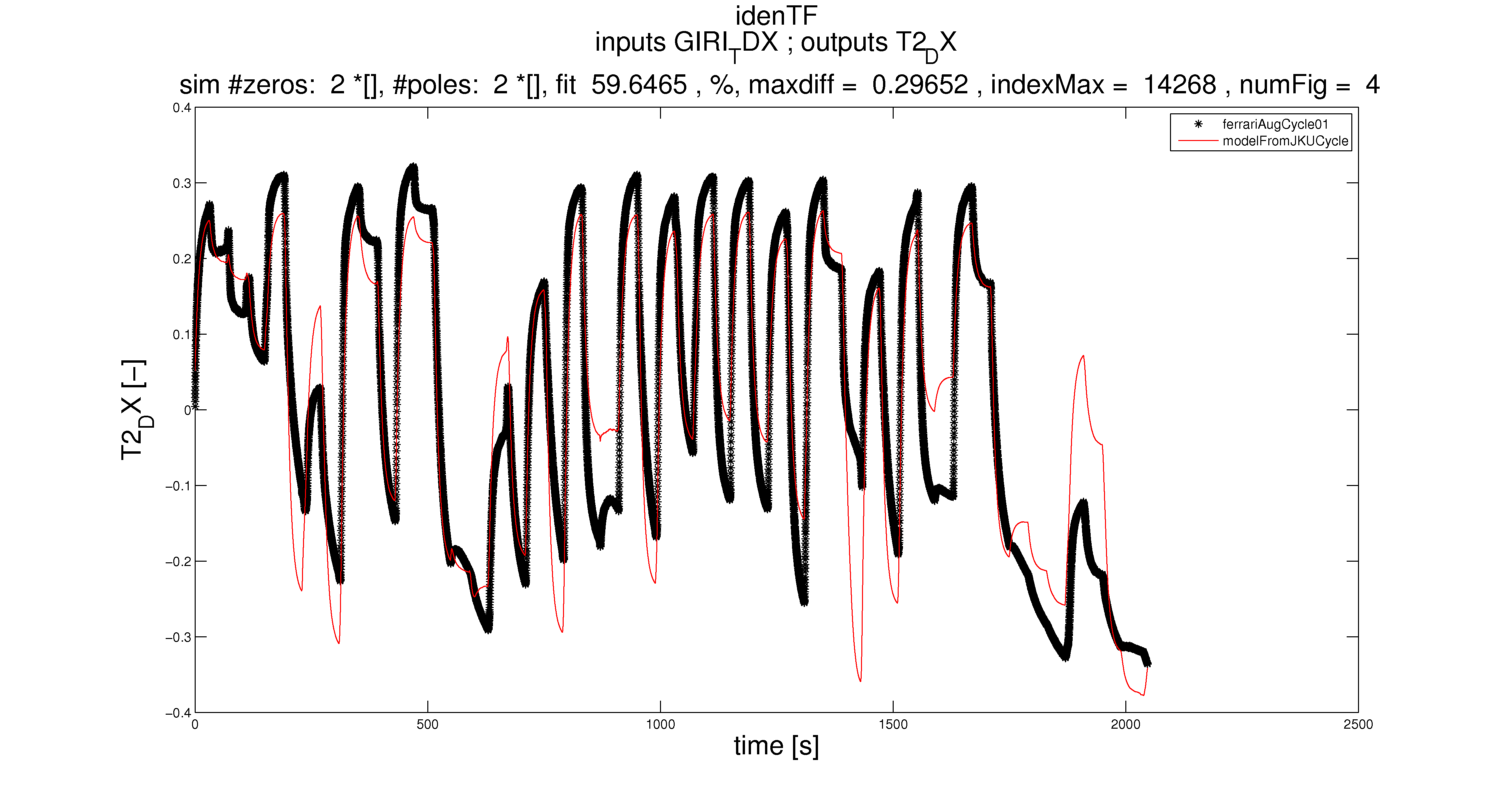 idenTF
inputs GIRI_TDX ; outputs T2_DX
sim #zeros:  2 *[], #poles:  2 *[], fit  59.6465 , %, maxdiff =  0.29652 , indexMax =  14268 , numFig =  4
ferrariAugCycle01
modelFromJKUCycle
0.4
0.3
0.2
0.1
0
−0.1
−0.2
−0.3
−0.4
T2_DX [−]
0
500
1000
1500
2000
2500
time [s]